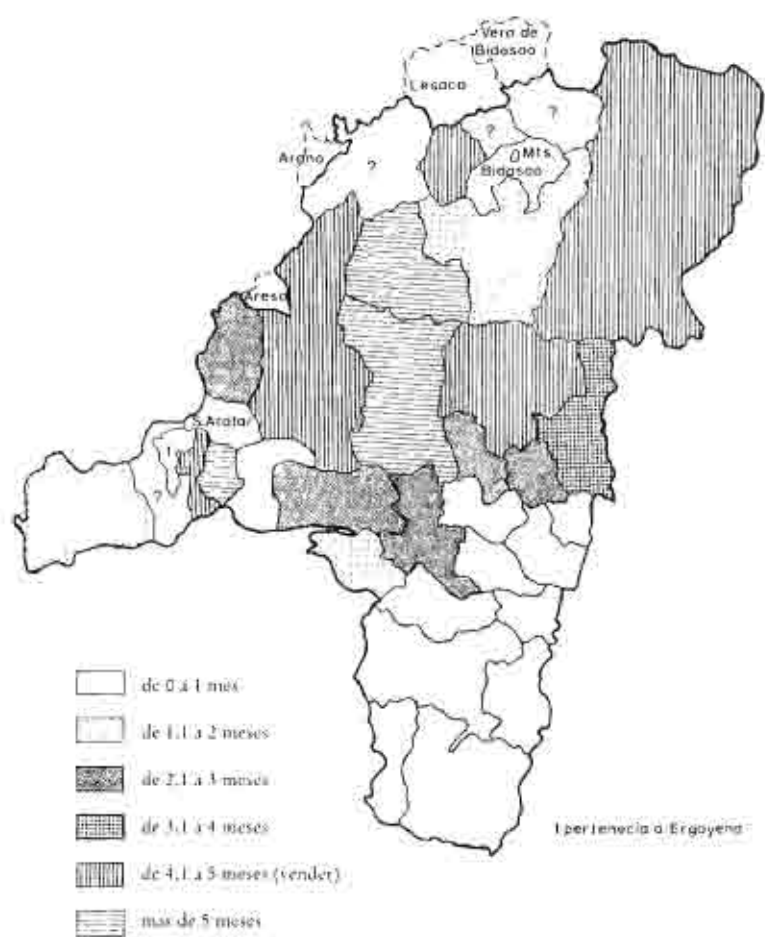 Vera de
Bidasoa
Lesaca
?
?
Arano
?
Mts.
Bidasoa
Areso
S. Aralar
1
?
de 0 a 1 mes
de 1,1 a 2 meses
de 2,1 a 3 meses
de 3,1 a 4 meses
de 4,1 a 5 meses (vender)
mas de 5 meses
1 pertenecía a Ergoyena